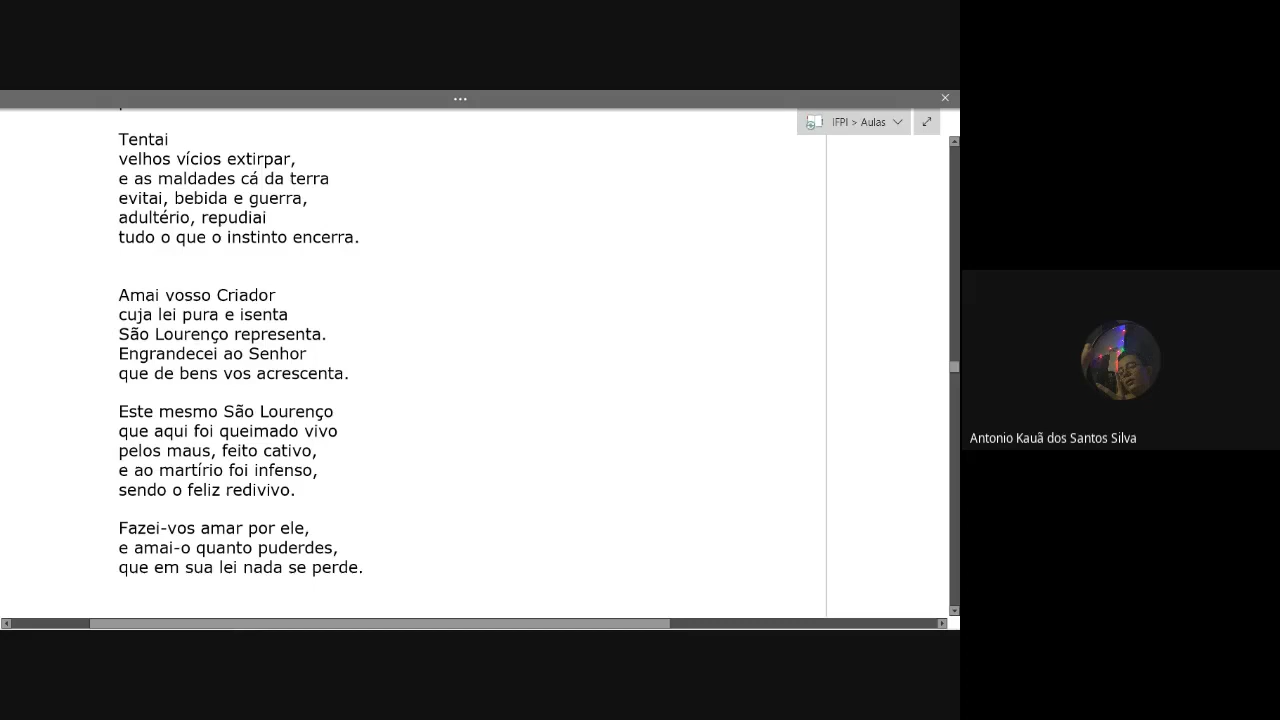 IFPI > Aulas
Tentai
velhos vícios extirpar,
e as maldades cá da terra
evitai, bebida e guerra,
adultério, repudiai
tudo o que o instinto encerra.
Amai vosso Criador
cuja lei pura e isenta
São Lourenço representa.
Engrandecei ao Senhor
que de bens vos acrescenta.
Este mesmo São Lourenço
que aqui foi queimado vivo
pelos maus, feito cativo,
e ao martírio foi infenso,
sendo o feliz redivivo.
Fazei-vos amar por ele,
e amai-o quanto puderdes,
que em sua lei nada se perde.
Antonio Kauã dos Santos Silva